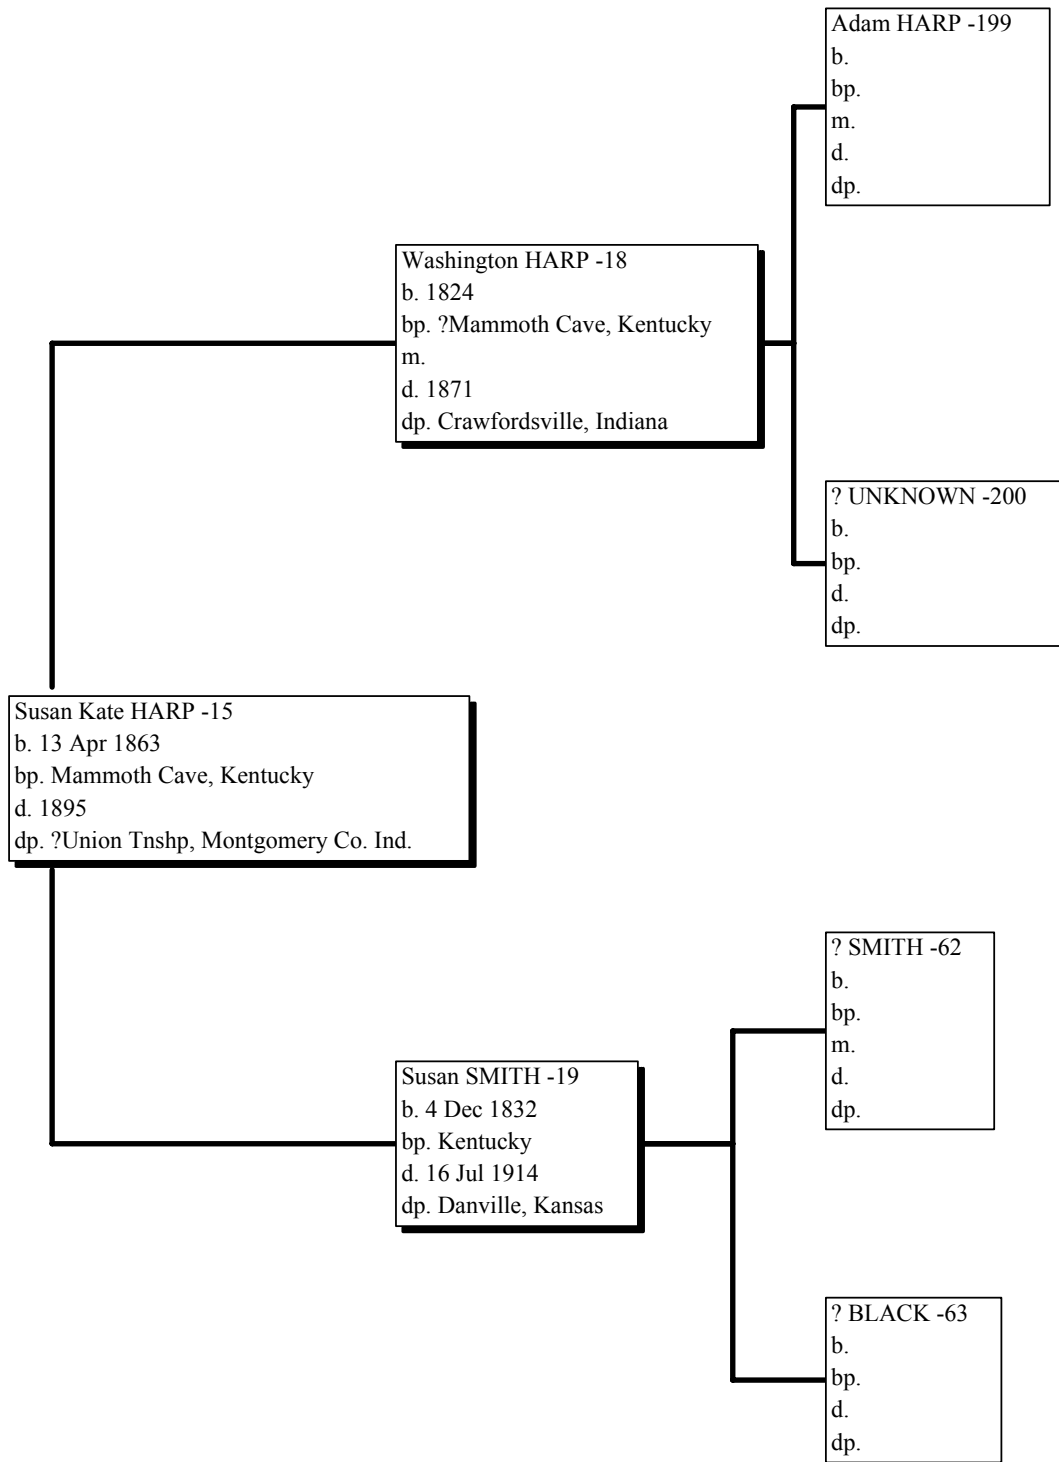 Adam HARP -199
b.
bp.
m.
d.
dp.
Washington HARP -18
b. 1824
bp. ?Mammoth Cave, Kentucky
m.
d. 1871
dp. Crawfordsville, Indiana
? UNKNOWN -200
b.
bp.
d.
dp.
Susan Kate HARP -15
b. 13 Apr 1863
bp. Mammoth Cave, Kentucky
d. 1895
dp. ?Union Tnshp, Montgomery Co. Ind.
? SMITH -62
b.
bp.
m.
d.
dp.
Susan SMITH -19
b. 4 Dec 1832
bp. Kentucky
d. 16 Jul 1914
dp. Danville, Kansas
? BLACK -63
b.
bp.
d.
dp.